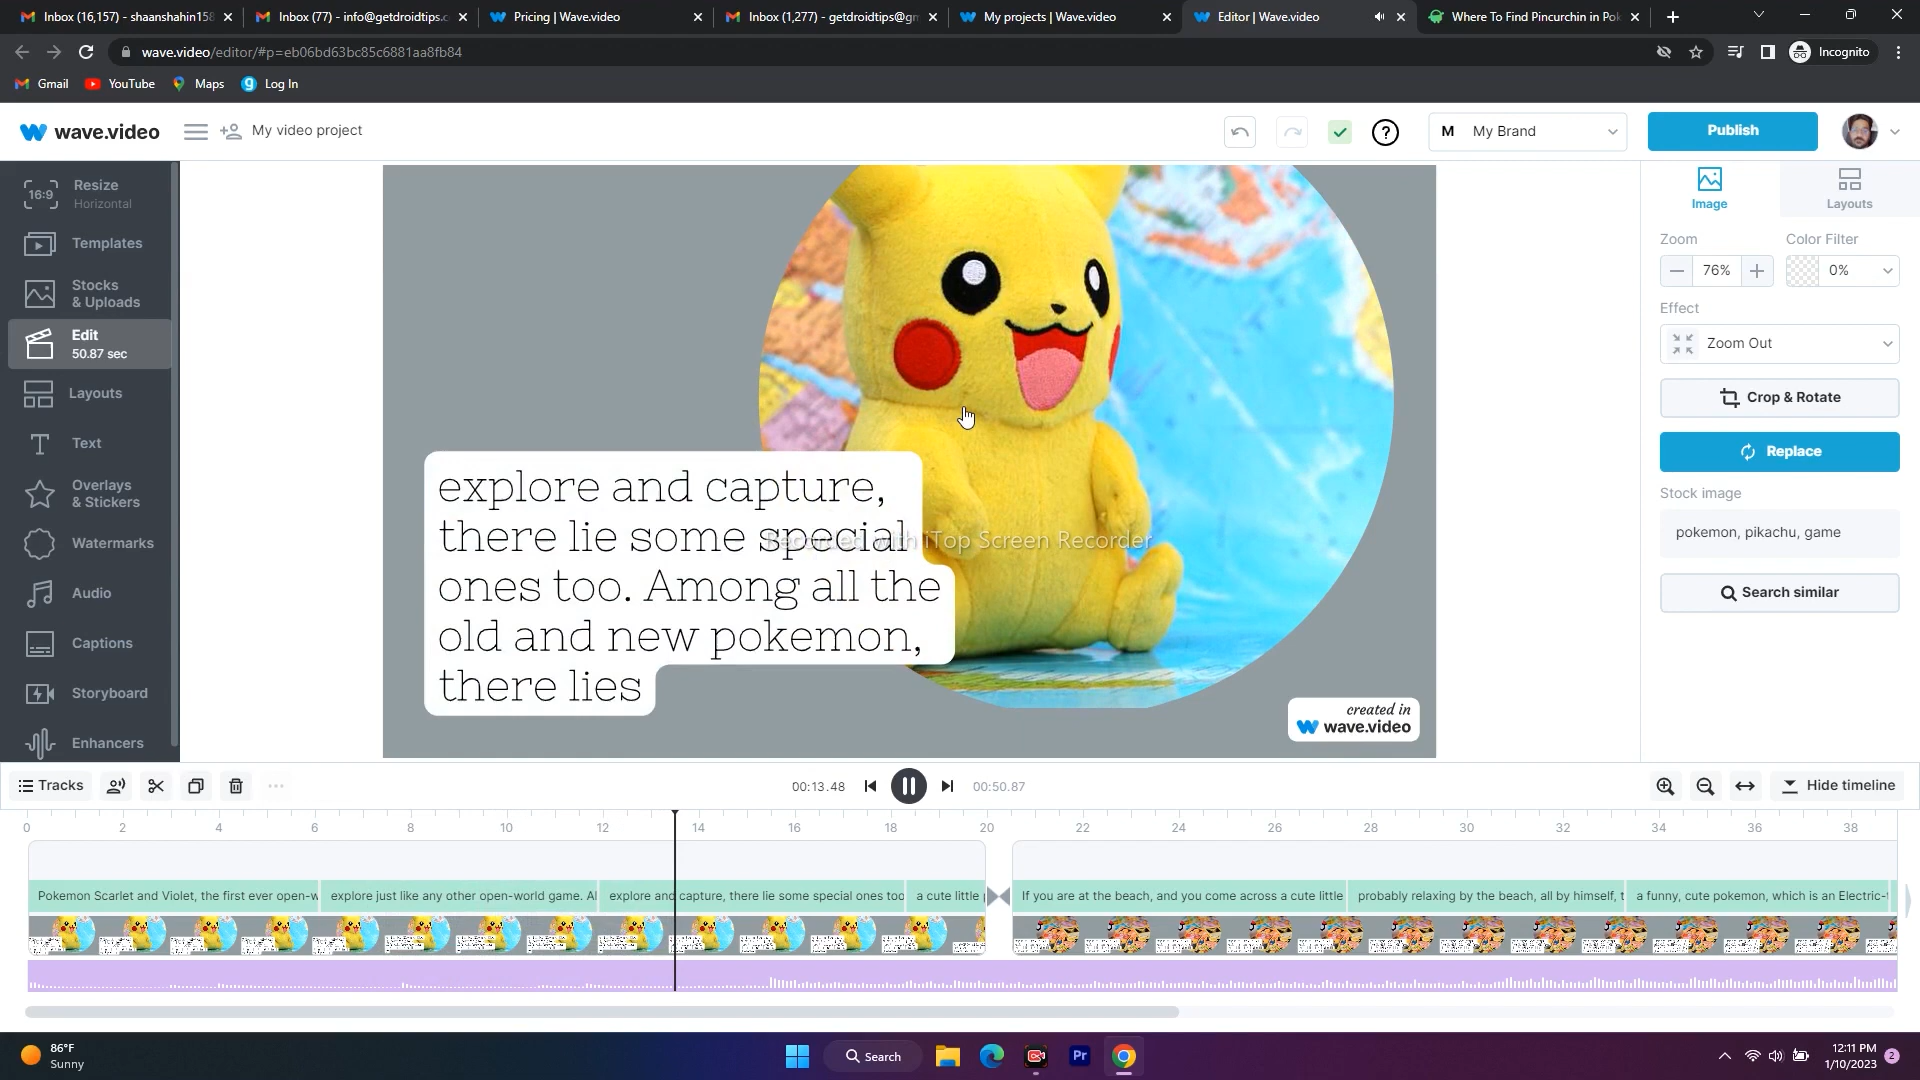 Inbox (16,157) - shaanshahin158
Inbox (77) - info@getdroidtips.c
Pricing | Wave.video
Inbox (1,277) - getdroidtips@gm
My projects | Wave.video
Editor | Wave.video
Where To Find Pincurchin in Pok
wave.video/editor/#p=eb06bd63bc85c6881aa8fb84
Incognito
Gmail
YouTube
Maps
Log In
wave.video
My video project
?
M My Brand
Publish
16:9
Resize
Horizontal
Templates
Stocks
& Uploads
Edit
50.87 sec
Layouts
Text
Overlays
& Stickers
Watermarks
Audio
Captions
Storyboard
Enhancers
explore and capture,
there lie some special
ones too. Among all the
old and new pokemon,
there lies
Recorded with iTop Screen Recorder
created in
wave.video
Image
Layouts
Zoom
Color Filter
76%
0%
Effect
Zoom Out
Crop & Rotate
Replace
Stock image
pokemon, pikachu, game
Search similar
Tracks
00:13.48
00:50.87
Hide timeline
0 2 4 6 8 10 12 14 16 18 20 22 24 26 28 30 32 34 36 38
Pokemon Scarlet and Violet, the first ever open-w
explore just like any other open-world game. Al
explore and capture, there lie some special ones too
a cute little
If you are at the beach, and you come across a cute little
probably relaxing by the beach, all by himself, t
a funny, cute pokemon, which is an Electric-t
86°F
Sunny
Search
Pr
12:11 PM
1/10/2023
2